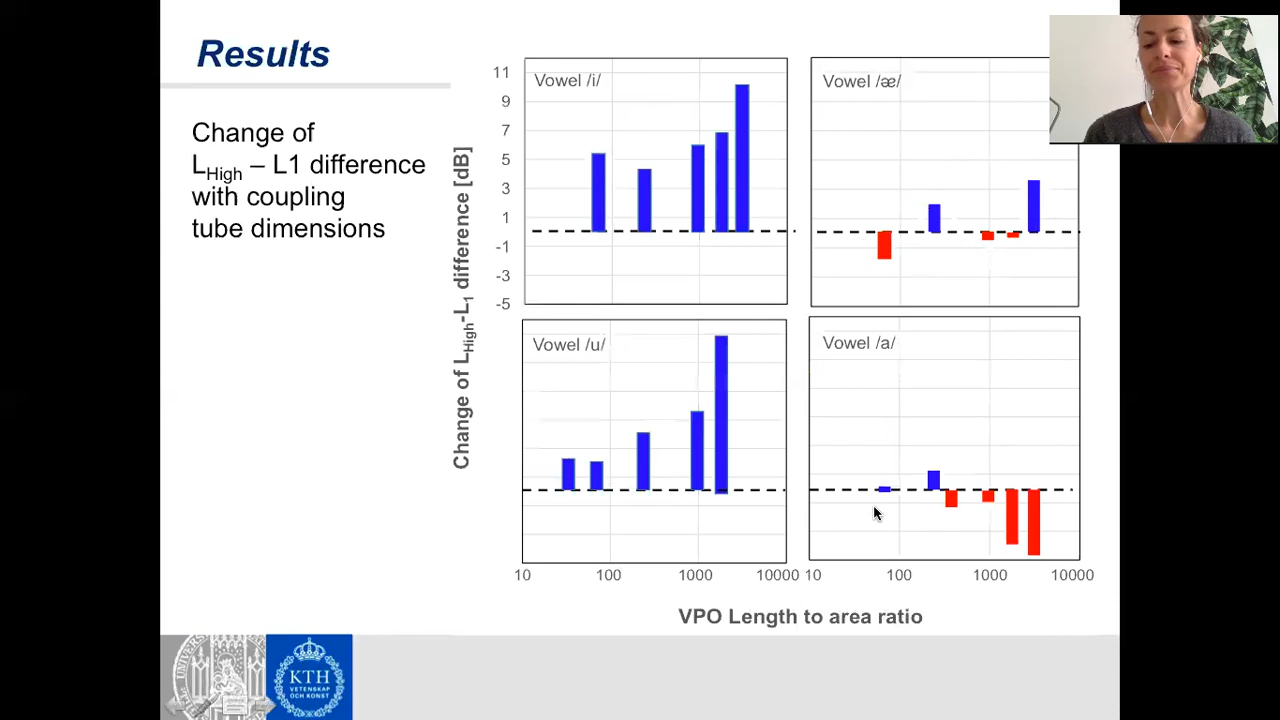 Results
Change of
L_High – L1 difference
with coupling
tube dimensions
Change of L_High-L_1 difference [dB]
Vowel /i/
11
9
7
5
3
1
-1
-3
-5
Vowel /æ/
Vowel /u/
Vowel /a/
10 100 1000 10000 10 100 1000 10000
VPO Length to area ratio
KTH
VETENSKAP
OCH KONST